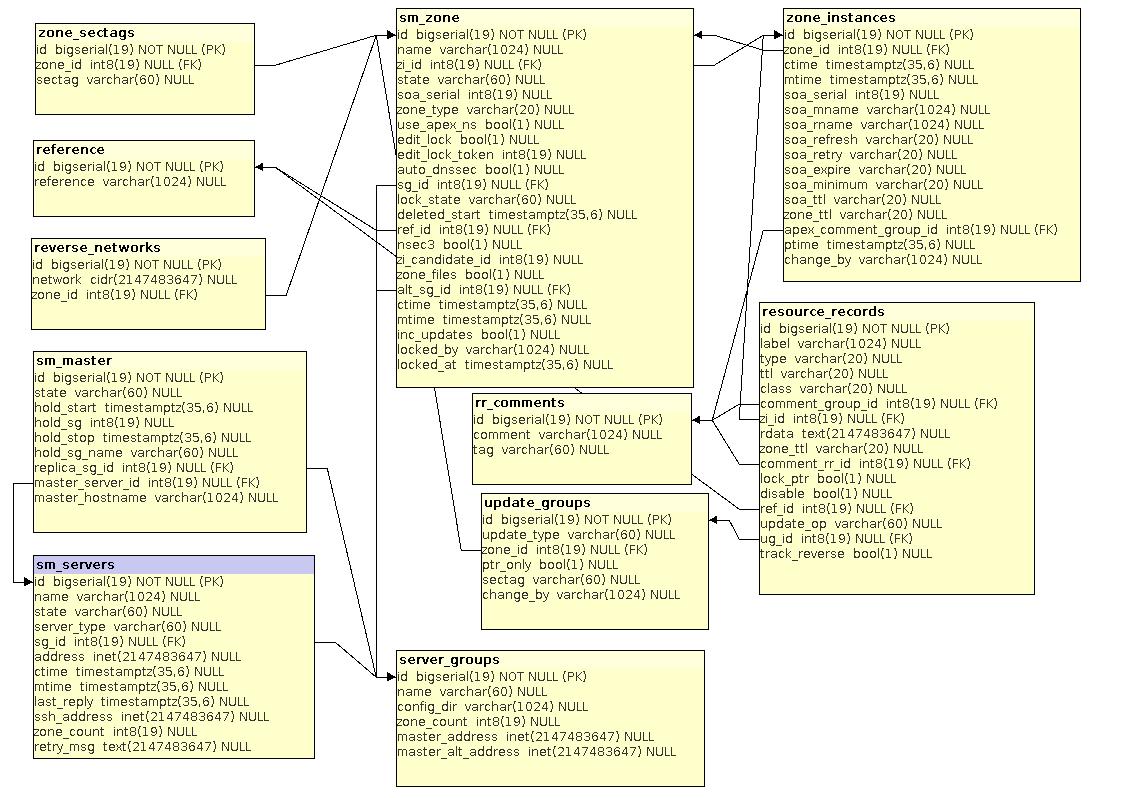 zone_sectags
id bigserial(19) NOT NULL (PK)
zone_id int8(19) NULL (FK)
sectag varchar(60) NULL
reference
id bigserial(19) NOT NULL (PK)
reference varchar(1024) NULL
reverse_networks
id bigserial(19) NOT NULL (PK)
network cidr(2147483647) NULL
zone_id int8(19) NULL (FK)
sm_master
id bigserial(19) NOT NULL (PK)
state varchar(60) NULL
hold_start timestamptz(35,6) NULL
hold_sg int8(19) NULL
hold_stop timestamptz(35,6) NULL
hold_sg_name varchar(60) NULL
replica_sg_id int8(19) NULL (FK)
master_server_id int8(19) NULL (FK)
master_hostname varchar(1024) NULL
sm_servers
id bigserial(19) NOT NULL (PK)
name varchar(1024) NULL
state varchar(60) NULL
server_type varchar(60) NULL
sg_id int8(19) NULL (FK)
address inet(2147483647) NULL
ctime timestamptz(35,6) NULL
mtime timestamptz(35,6) NULL
last_reply timestamptz(35,6) NULL
ssh_address inet(2147483647) NULL
zone_count int8(19) NULL
retry_msg text(2147483647) NULL
sm_zone
id bigserial(19) NOT NULL (PK)
name varchar(1024) NULL
zi_id int8(19) NULL (FK)
state varchar(60) NULL
soa_serial int8(19) NULL
zone_type varchar(20) NULL
use_apex_ns bool(1) NULL
edit_lock bool(1) NULL
edit_lock_token int8(19) NULL
auto_dnssec bool(1) NULL
sg_id int8(19) NULL (FK)
lock_state varchar(60) NULL
deleted_start timestamptz(35,6) NULL
ref_id int8(19) NULL (FK)
nsec3 bool(1) NULL
zi_candidate_id int8(19) NULL
zone_files bool(1) NULL
alt_sg_id int8(19) NULL (FK)
ctime timestamptz(35,6) NULL
mtime timestamptz(35,6) NULL
inc_updates bool(1) NULL
locked_by varchar(1024) NULL
locked_at timestamptz(35,6) NULL
rr_comments
id bigserial(19) NOT NULL (PK)
comment varchar(1024) NULL
tag varchar(60) NULL
update_groups
id bigserial(19) NOT NULL (PK)
update_type varchar(60) NULL
zone_id int8(19) NULL (FK)
ptr_only bool(1) NULL
sectag varchar(60) NULL
change_by varchar(1024) NULL
server_groups
id bigserial(19) NOT NULL (PK)
name varchar(60) NULL
config_dir varchar(1024) NULL
zone_count int8(19) NULL
master_address inet(2147483647) NULL
master_alt_address inet(2147483647) NULL
zone_instances
id bigserial(19) NOT NULL (PK)
zone_id int8(19) NULL (FK)
ctime timestamptz(35,6) NULL
mtime timestamptz(35,6) NULL
soa_serial int8(19) NULL
soa_mname varchar(1024) NULL
soa_rname varchar(1024) NULL
soa_refresh varchar(20) NULL
soa_retry varchar(20) NULL
soa_expire varchar(20) NULL
soa_minimum varchar(20) NULL
soa_ttl varchar(20) NULL
zone_ttl varchar(20) NULL
apex_comment_group_id int8(19) NULL (FK)
ptime timestamptz(35,6) NULL
change_by varchar(1024) NULL
resource_records
id bigserial(19) NOT NULL (PK)
label varchar(1024) NULL
type varchar(20) NULL
ttl varchar(20) NULL
class varchar(20) NULL
comment_group_id int8(19) NULL (FK)
zi_id int8(19) NULL (FK)
rdata text(2147483647) NULL
zone_ttl varchar(20) NULL
comment_rr_id int8(19) NULL (FK)
lock_ptr bool(1) NULL
disable bool(1) NULL
ref_id int8(19) NULL (FK)
update_op varchar(60) NULL
ug_id int8(19) NULL (FK)
track_reverse bool(1) NULL